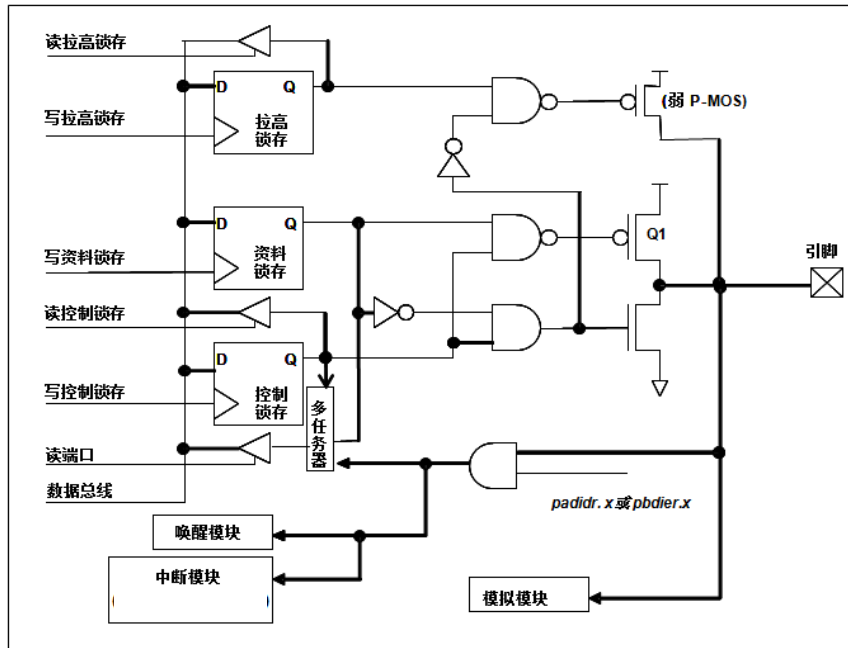 读拉高锁存
D Q
(弱 P-MOS)
写拉高锁存
拉高
锁存
D Q
Q1
写资料锁存
资料
锁存
引脚
读控制锁存
D Q
写控制锁存
控制
锁存
多任务器
读端口
数据总线
padidr.x或pbdier.x
唤醒模块
中断模块
( )
模拟模块